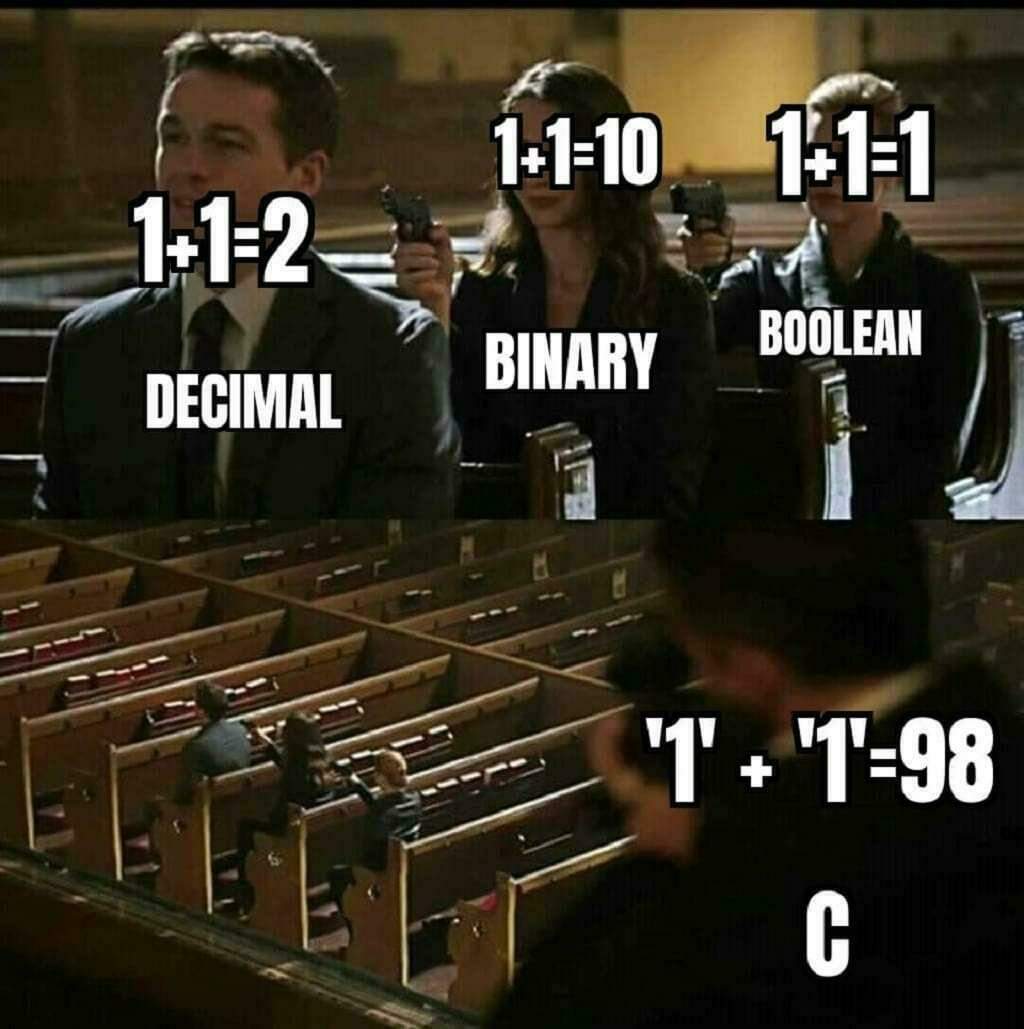 1+1=2
DECIMAL
1+1=10
BINARY
1+1=1
BOOLEAN
'1' + '1'=98
C